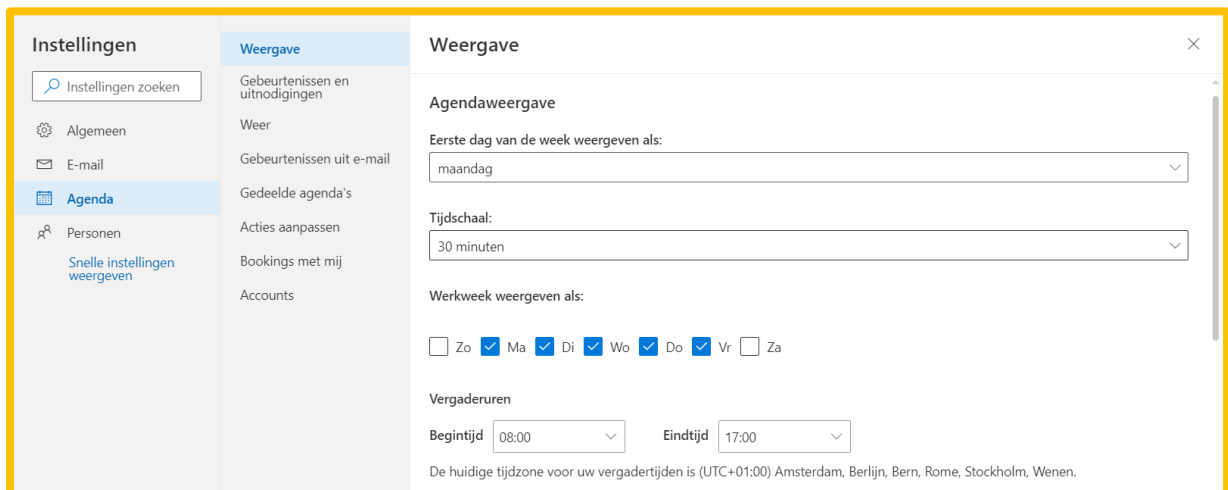 Instellingen
Instellingen zoeken
Algemeen
E-mail
Agenda
Personen
Snelle instellingen
weergeven
Weergave
Gebeurtenissen en
uitnodigingen
Weer
Gebeurtenissen uit e-mail
Gedeelde agenda's
Acties aanpassen
Bookings met mij
Accounts
Weergave
Agendaweergave
Eerste dag van de week weergeven als:
maandag
Tijdschaal:
30 minuten
Werkweek weergeven als:
Zo Ma Di Wo Do Vr Za
Vergaderuren
Begintijd 08:00 Eindtijd 17:00
De huidige tijdzone voor uw vergadertijden is (UTC+01:00) Amsterdam, Berlijn, Bern, Rome, Stockholm, Wenen.